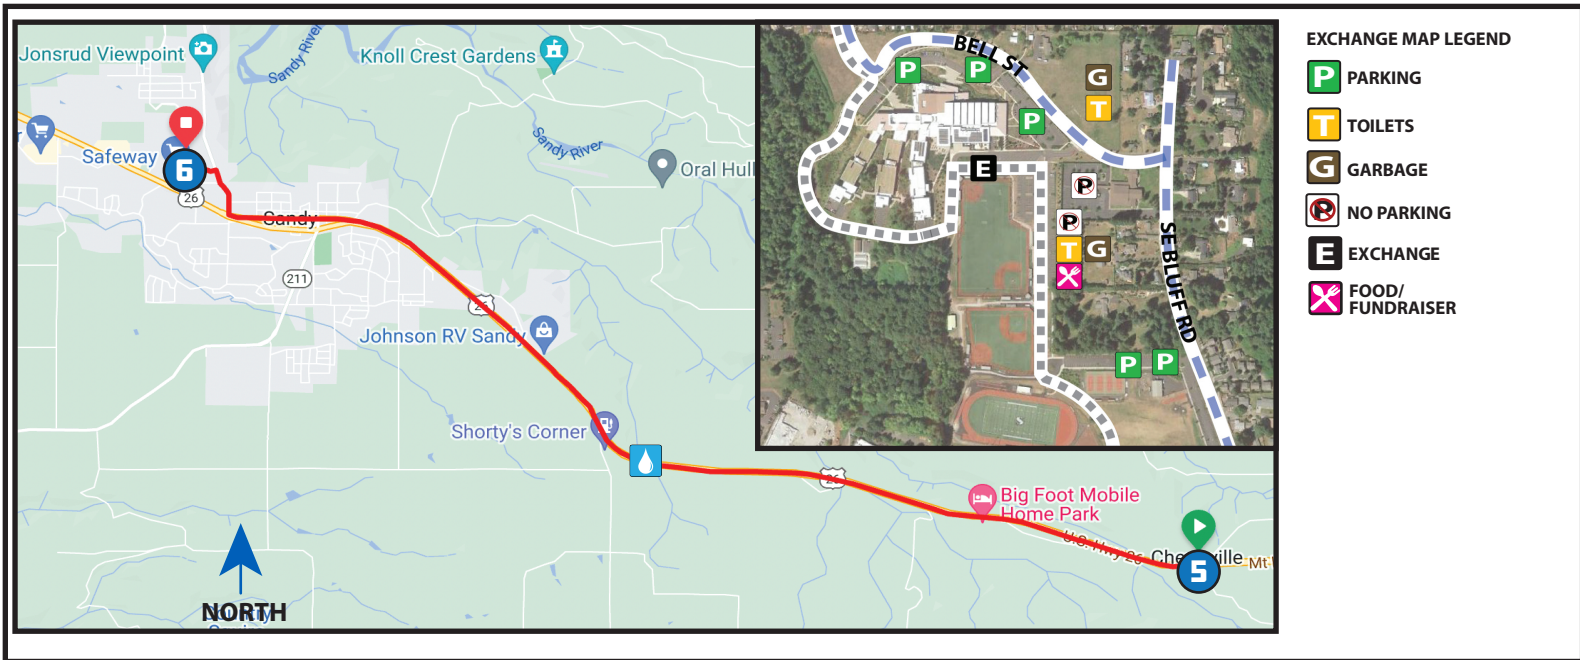 Jonsrud Viewpoint
Sandy River
Knoll Crest Gardens
Sandy River
Oral Hull
Safeway
6
26
Sandy
211
26
Johnson RV Sandy
Shorty's Corner
26
Big Foot Mobile
Home Park
U.S. Hwy 26
5
Mt
NORTH
BELL ST
P
P
G
T
P
E
P
P
T
G
SE BLUFF RD
P
P
EXCHANGE MAP LEGEND
P PARKING
T TOILETS
G GARBAGE
P NO PARKING
E EXCHANGE
FOOD/
FUNDRAISER